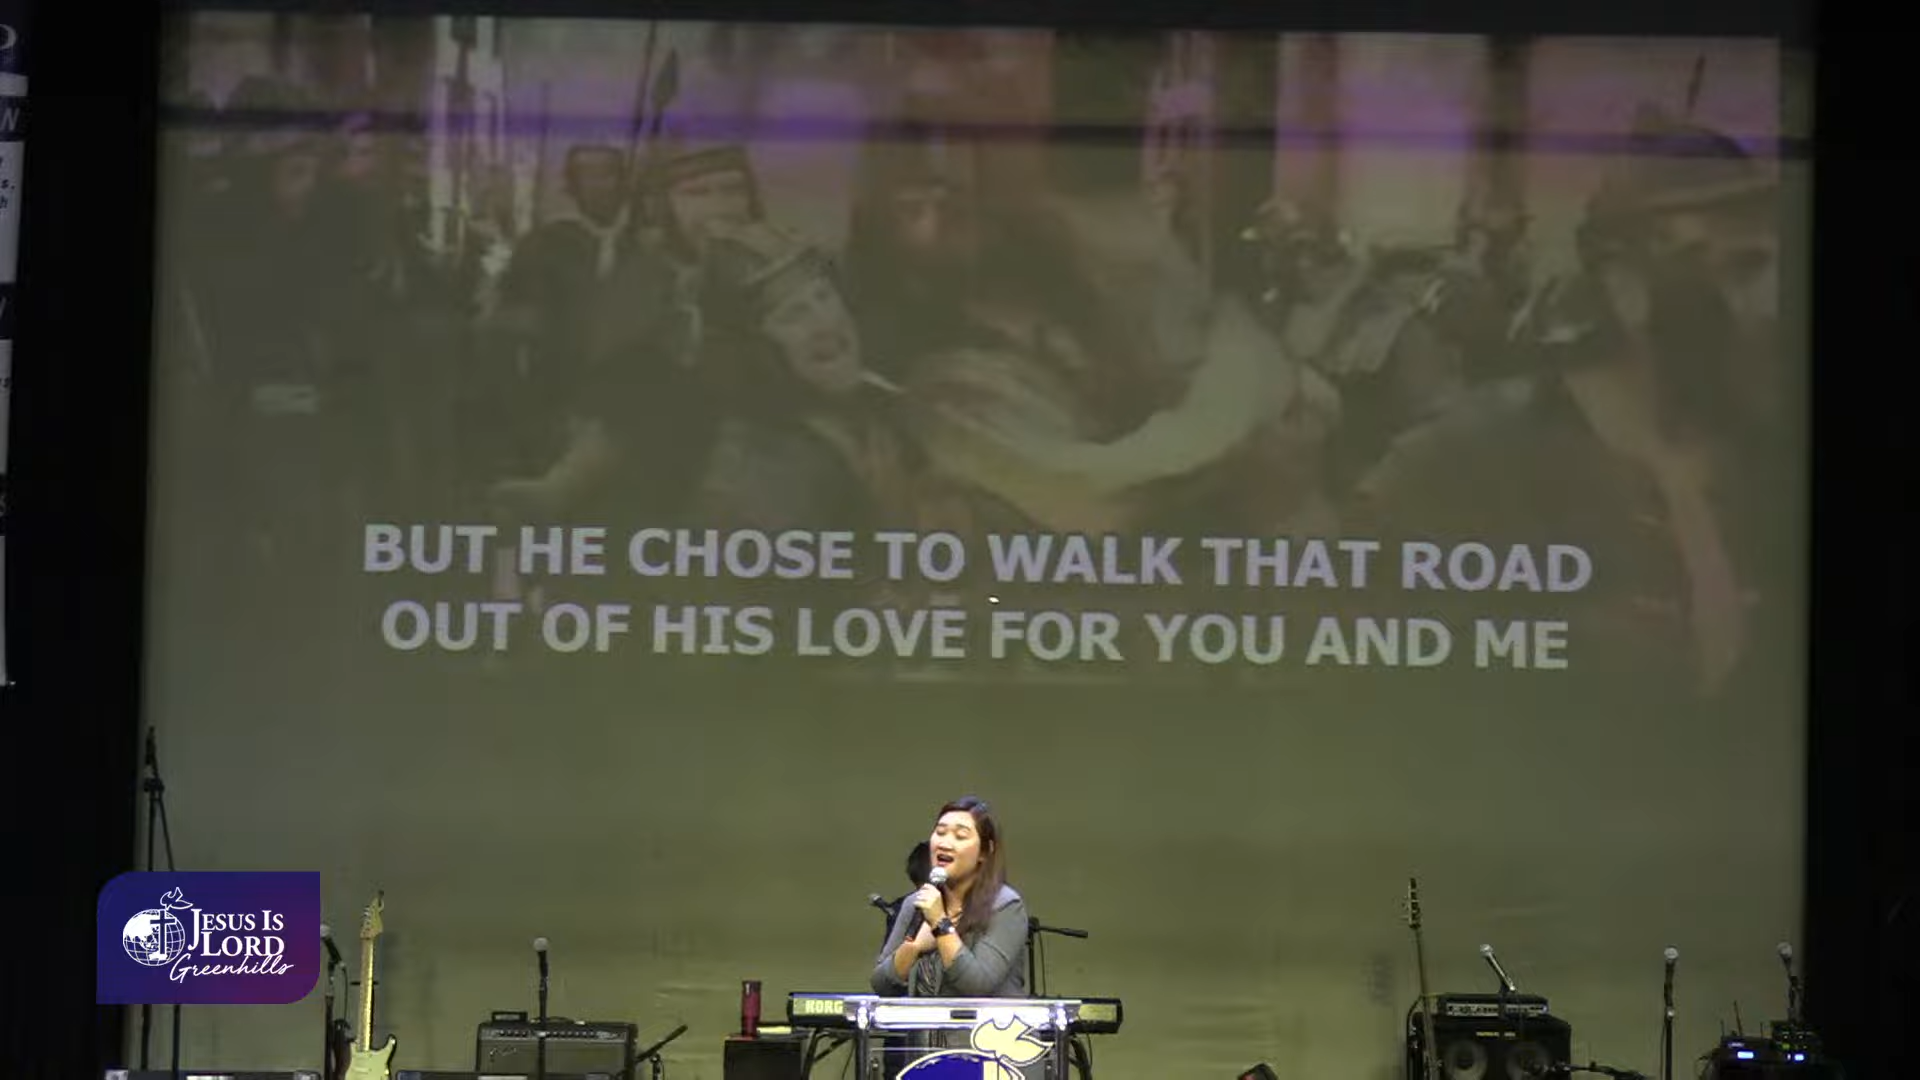 BUT HE CHOSE TO WALK THAT ROAD
OUT OF HIS LOVE FOR YOU AND ME
JESUS IS
LORD
Greenhills
KORG